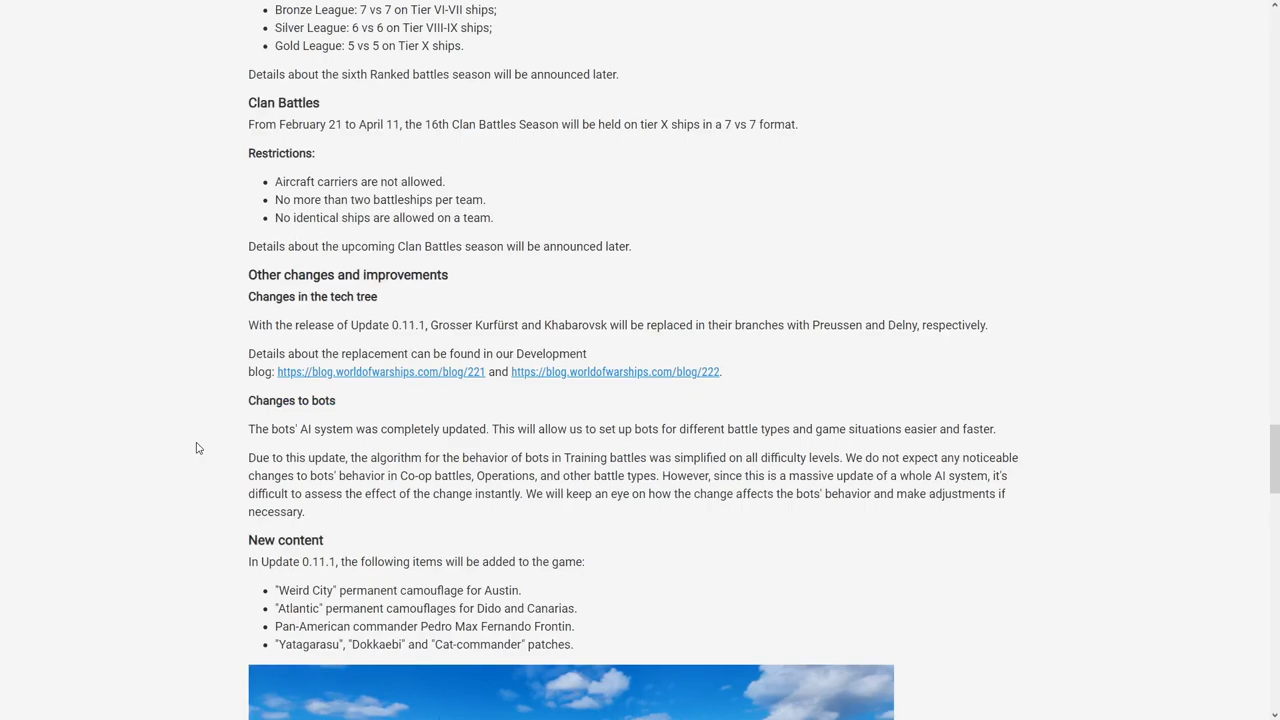 Bronze League: 7 vs 7 on Tier VI-VII ships;
Silver League: 6 vs 6 on Tier VIII-IX ships;
Gold League: 5 vs 5 on Tier X ships.
Details about the sixth Ranked battles season will be announced later.
Clan Battles
From February 21 to April 11, the 16th Clan Battles Season will be held on tier X ships in a 7 vs 7 format.
Restrictions:
Aircraft carriers are not allowed.
No more than two battleships per team.
No identical ships are allowed on a team.
Details about the upcoming Clan Battles season will be announced later.
Other changes and improvements
Changes in the tech tree
With the release of Update 0.11.1, Grosser Kurfürst and Khabarovsk will be replaced in their branches with Preussen and Delny, respectively.
Details about the replacement can be found in our Development
blog: https://blog.worldofwarships.com/blog/221 and https://blog.worldofwarships.com/blog/222.
Changes to bots
The bots' AI system was completely updated. This will allow us to set up bots for different battle types and game situations easier and faster.
Due to this update, the algorithm for the behavior of bots in Training battles was simplified on all difficulty levels. We do not expect any noticeable
changes to bots' behavior in Co-op battles, Operations, and other battle types. However, since this is a massive update of a whole AI system, it's
difficult to assess the effect of the change instantly. We will keep an eye on how the change affects the bots' behavior and make adjustments if
necessary.
New content
In Update 0.11.1, the following items will be added to the game:
"Weird City" permanent camouflage for Austin.
"Atlantic" permanent camouflages for Dido and Canarias.
Pan-American commander Pedro Max Fernando Frontin.
"Yatagarasu", "Dokkaebi" and "Cat-commander" patches.